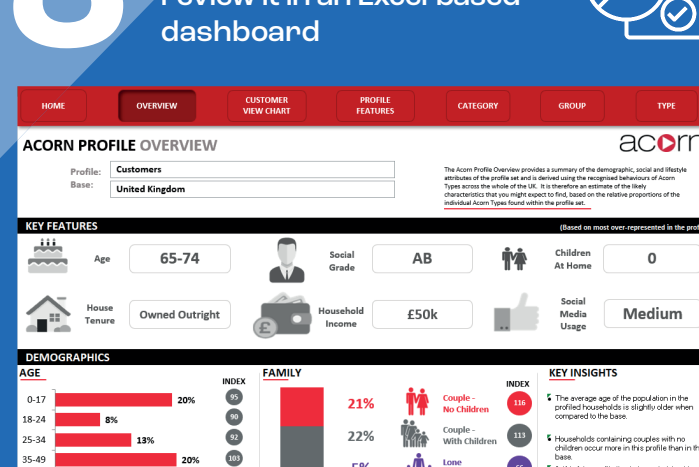 review it in an Excel based
dashboard
HOME
OVERVIEW
CUSTOMER
VIEW CHART
PROFILE
FEATURES
CATEGORY
GROUP
TYPE
ACORN PROFILE OVERVIEW
acorn
Profile:
Customers
Base:
United Kingdom
The Acorn Profile Overview provides a summary of the demographic, social and lifestyle
attributes of the profile set and is derived using the recognised behaviours of Acorn
Types across the whole of the UK. It is therefore an estimate of the likely
characteristics that you might expect to find, based on the relative proportions of the
individual Acorn Types found within the profile set.
KEY FEATURES
(Based on most over-represented in the
Age
65-74
Social
Grade
AB
Children
At Home
0
House
Tenure
Owned Outright
£
Household
Income
£50k
Social
Media
Usage
Medium
DEMOGRAPHICS
AGE
INDEX
0-17
20%
95
18-24
8%
90
25-34
13%
92
35-49
20%
103
FAMILY
INDEX
21%
Couple -
No Children
116
22%
Couple -
With Children
113
5%
Lone
66
KEY INSIGHTS
The average age of the population in the
profiled households is slightly older when
compared to the base.
Households containing couples with no
children occur more in this profile than in the
base.